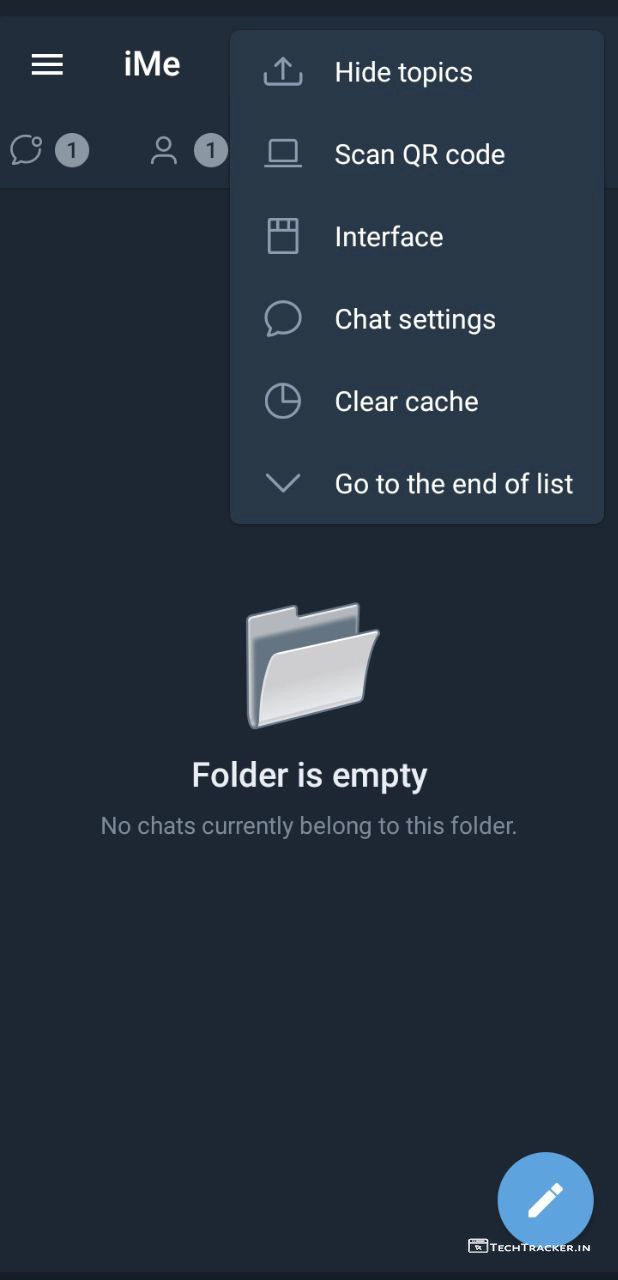 iMe
Hide topics
1
1
Scan QR code
Interface
Chat settings
Clear cache
Go to the end of list
Folder is empty
No chats currently belong to this folder.
TECHTRACKER.IN